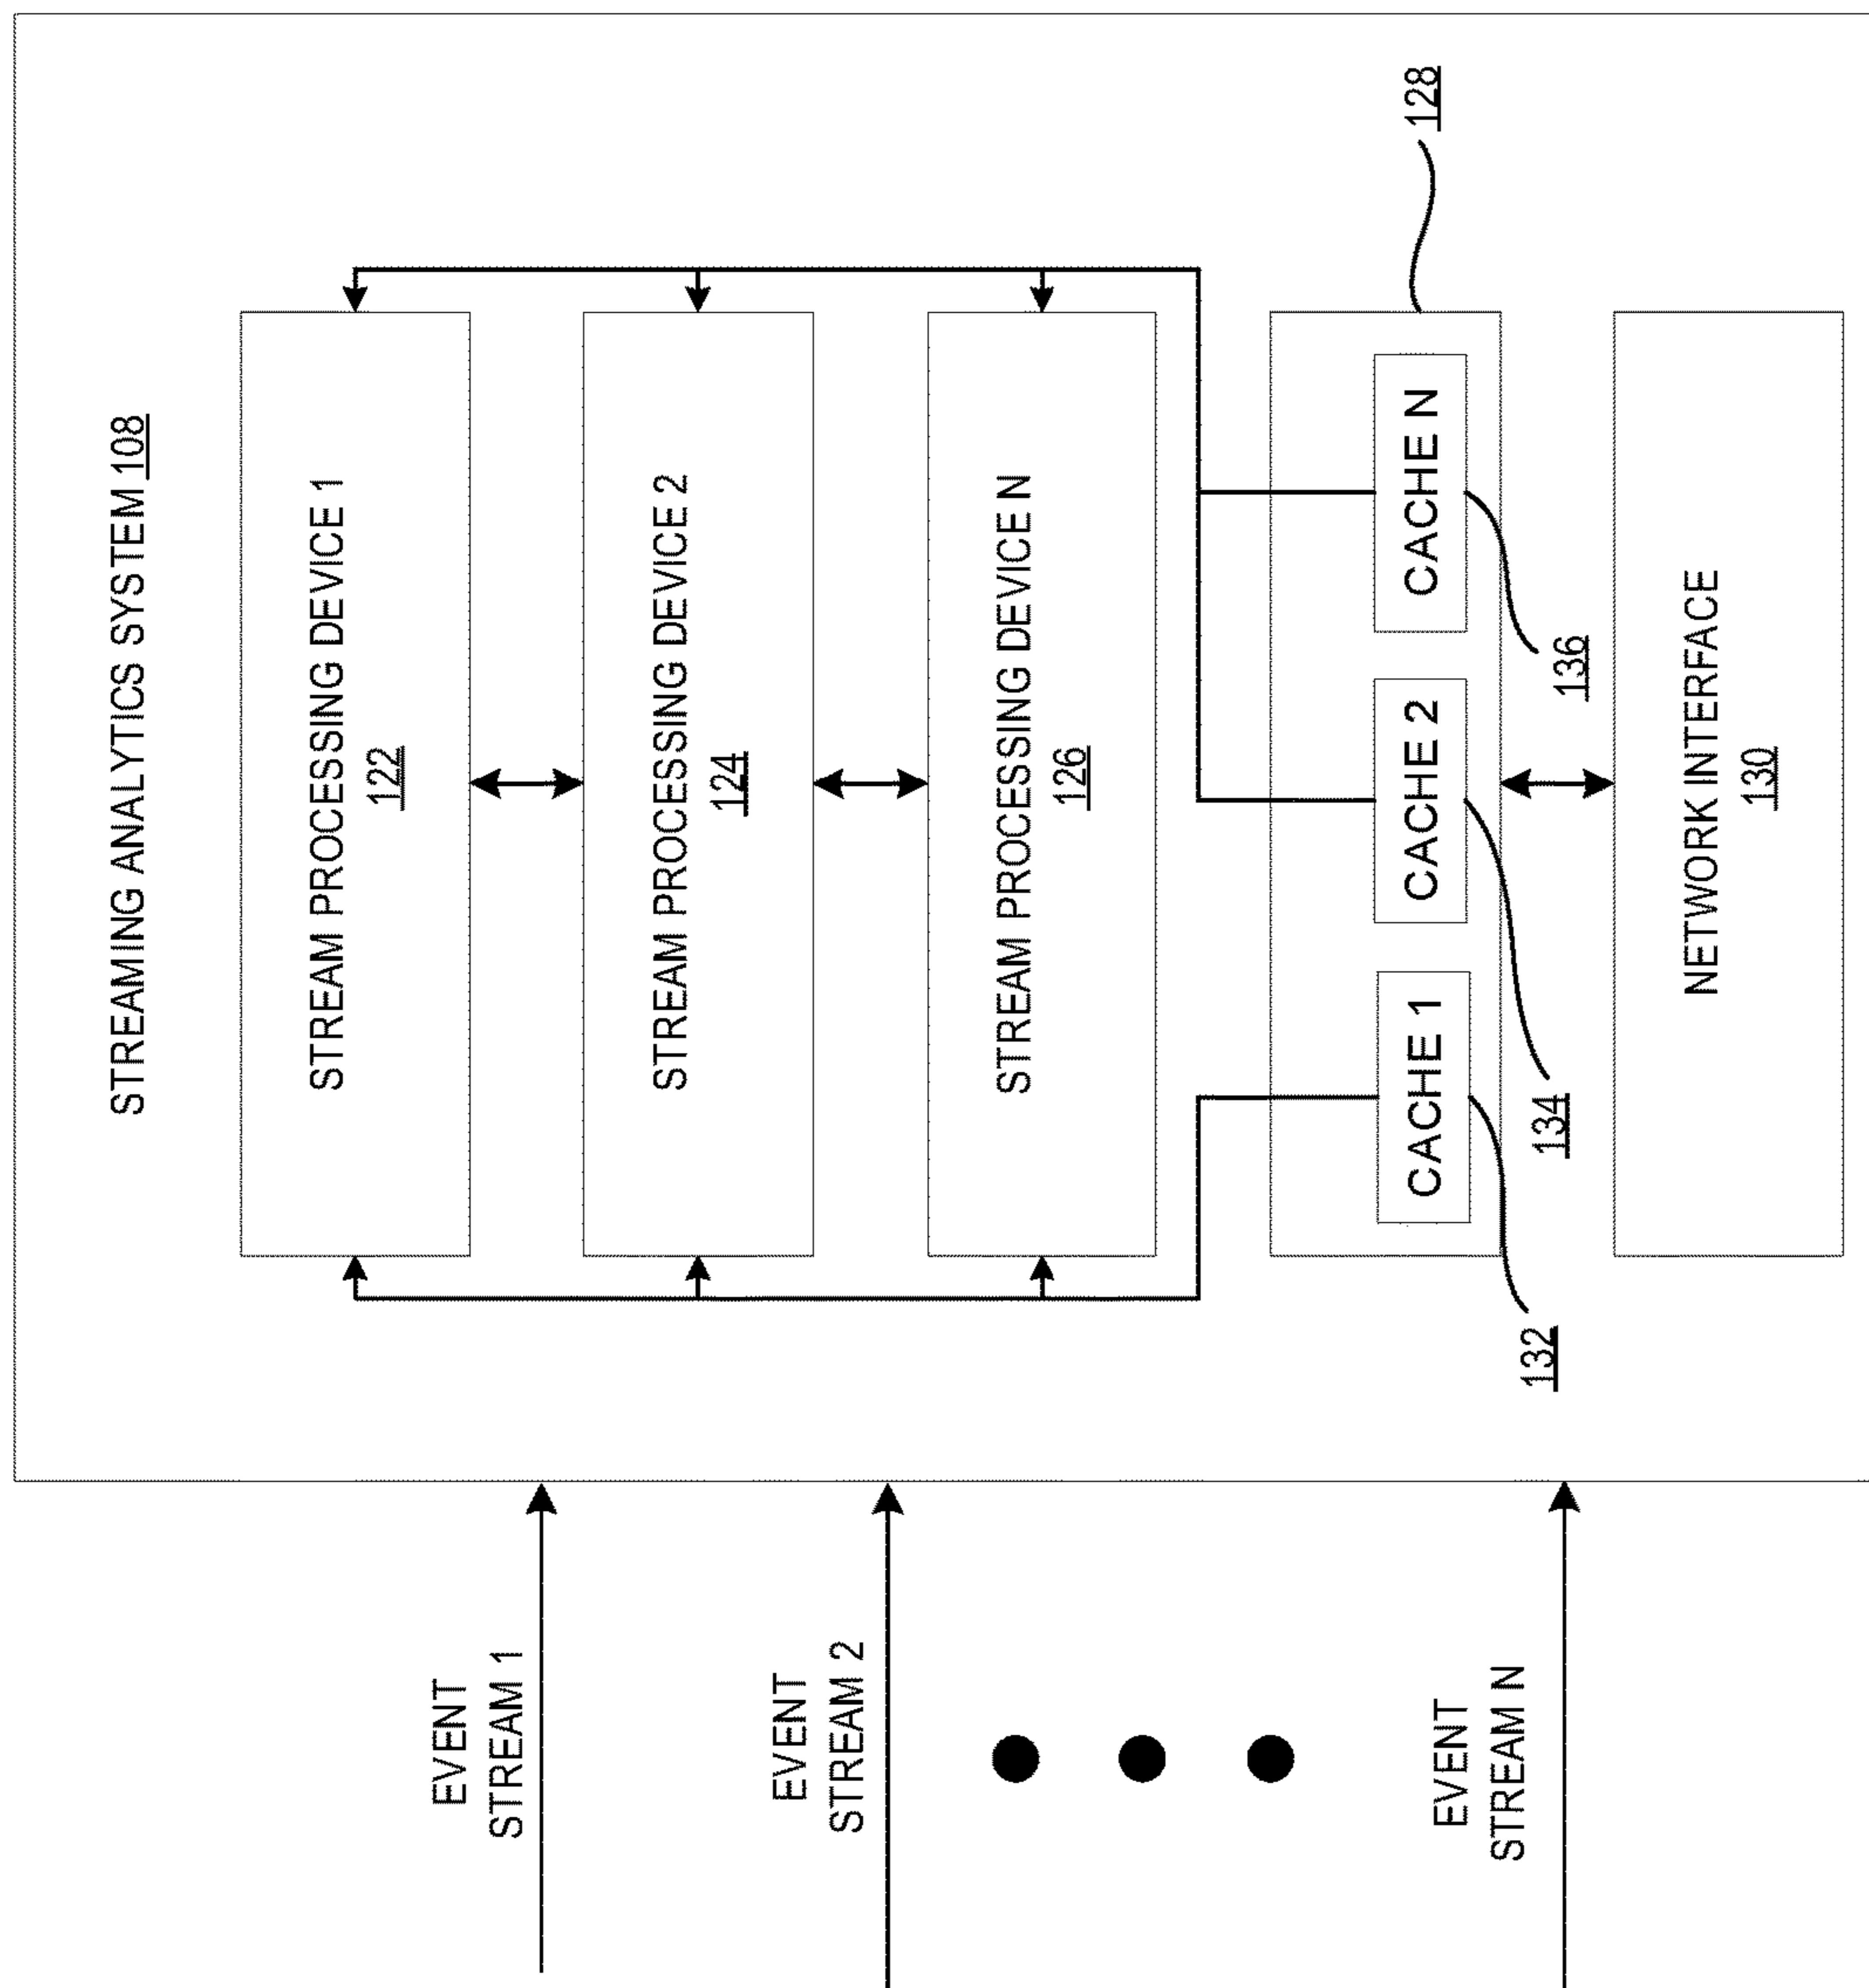 STREAMING ANALYTICS SYSTEM 108
EVENT
STREAM 1
EVENT
STREAM 2
EVENT
STREAM N
STREAM PROCESSING DEVICE 1
122
STREAM PROCESSING DEVICE 2
124
STREAM PROCESSING DEVICE N
126
128
CACHE 1
CACHE 2
CACHE N
132
134
136
NETWORK INTERFACE
130